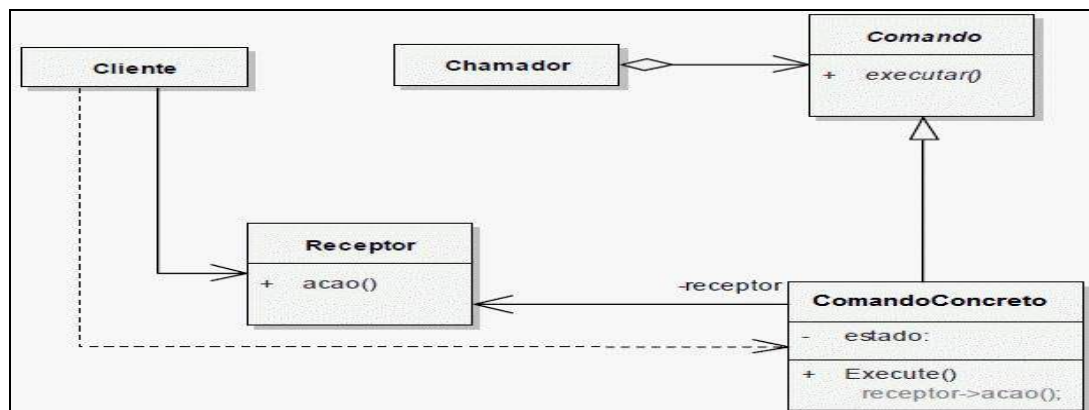 Comando
Cliente
Chamador
+ executar()
Receptor
+ acao()
-receptor
ComandoConcreto
- estado:
+ Execute()
receptor->acao();